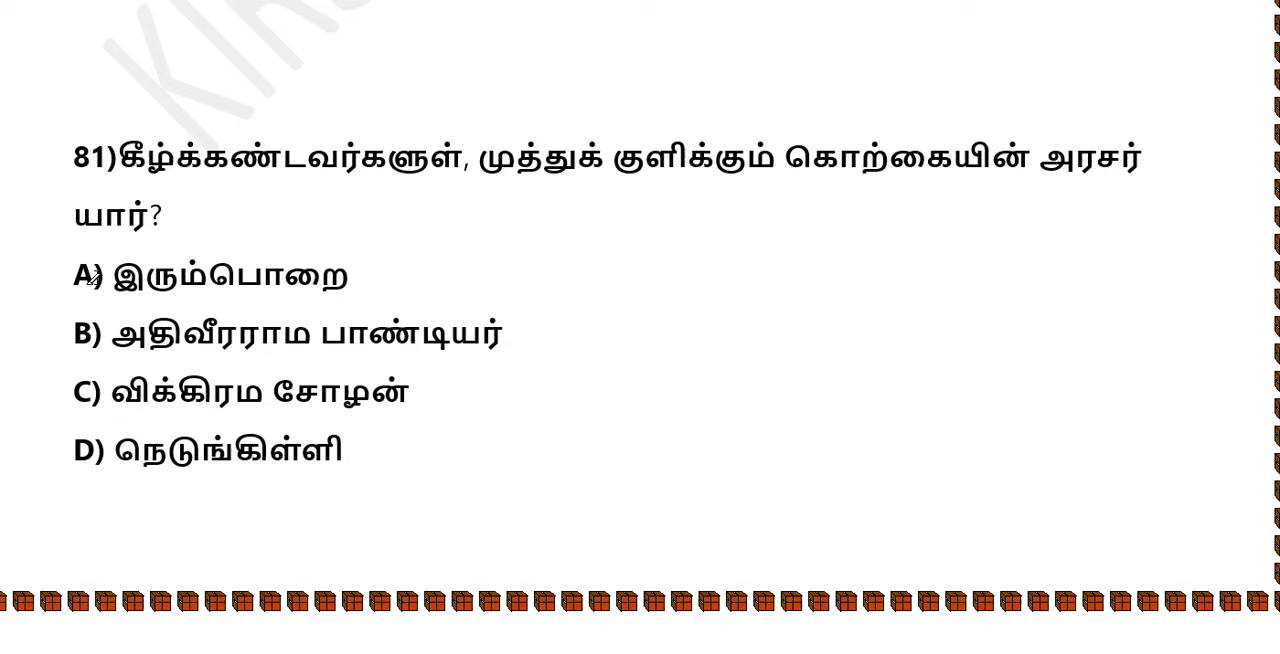 81)கீழ்க்கண்டவர்களுள், முத்துக் குளிக்கும் கொற்கையின் அரசர்
யார்?
A) இரும்பொறை
B) அதிவீரராம பாண்டியர்
C) விக்கிரம சோழன்
D) நெடுங்கிள்ளி